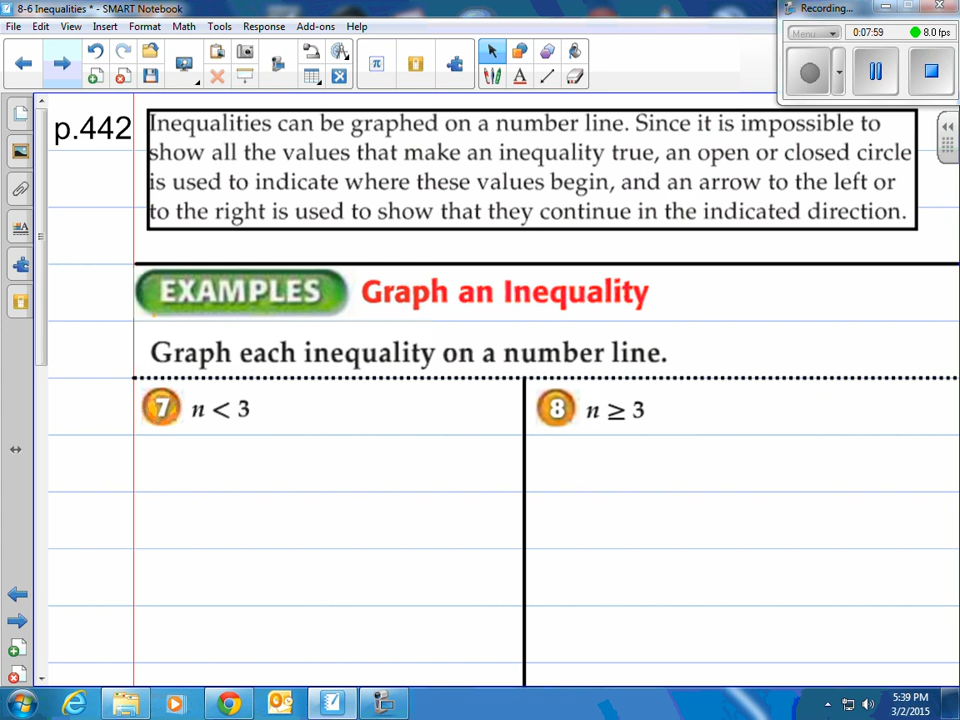 8-6 Inequalities * - SMART Notebook
Recording...
File Edit View Insert Format Math Tools Response Add-ons Help
Menu 0:07:59 8.0 fps
p.442
Inequalities can be graphed on a number line. Since it is impossible to
show all the values that make an inequality true, an open or closed circle
is used to indicate where these values begin, and an arrow to the left or
to the right is used to show that they continue in the indicated direction.
EXAMPLES Graph an Inequality
Graph each inequality on a number line.
7 n < 3
8 n ≥ 3
5:39 PM
3/2/2015